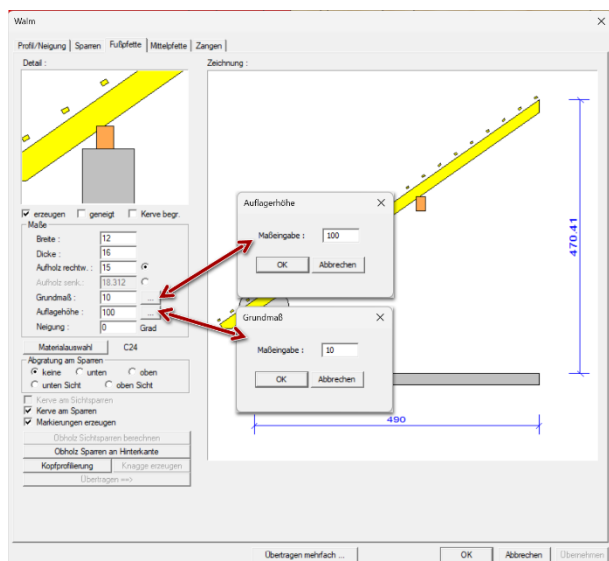 Walm
Profil/Neigung Sparren Fußpfette Mittelpfette Zangen
Detail :
Zeichnung :
erzeugen geneigt Kerve begr.
Maße
Breite : 12
Dicke : 16
Aufholz rechtw. : 15
Aufholz senk.: 18.312
Grundmaß : 10 ...
Auflagerhöhe : 100 ...
Neigung : 0 Grad
Materialauswahl C24
Abgratung am Sparren
keine unten oben
unten Sicht oben Sicht
Kerve am Sichtsparren
Kerve am Sparren
Markierungen erzeugen
Obholz Sichtsparren berechnen
Obholz Sparren an Hinterkante
Kopfprofilierung Knagge erzeugen
Übertragen ==>
Auflagerhöhe
Maßeingabe : 100
OK Abbrechen
Grundmaß
Maßeingabe : 10
OK Abbrechen
470.41
490
Übertragen mehrfach ... OK Abbrechen Übernehmen